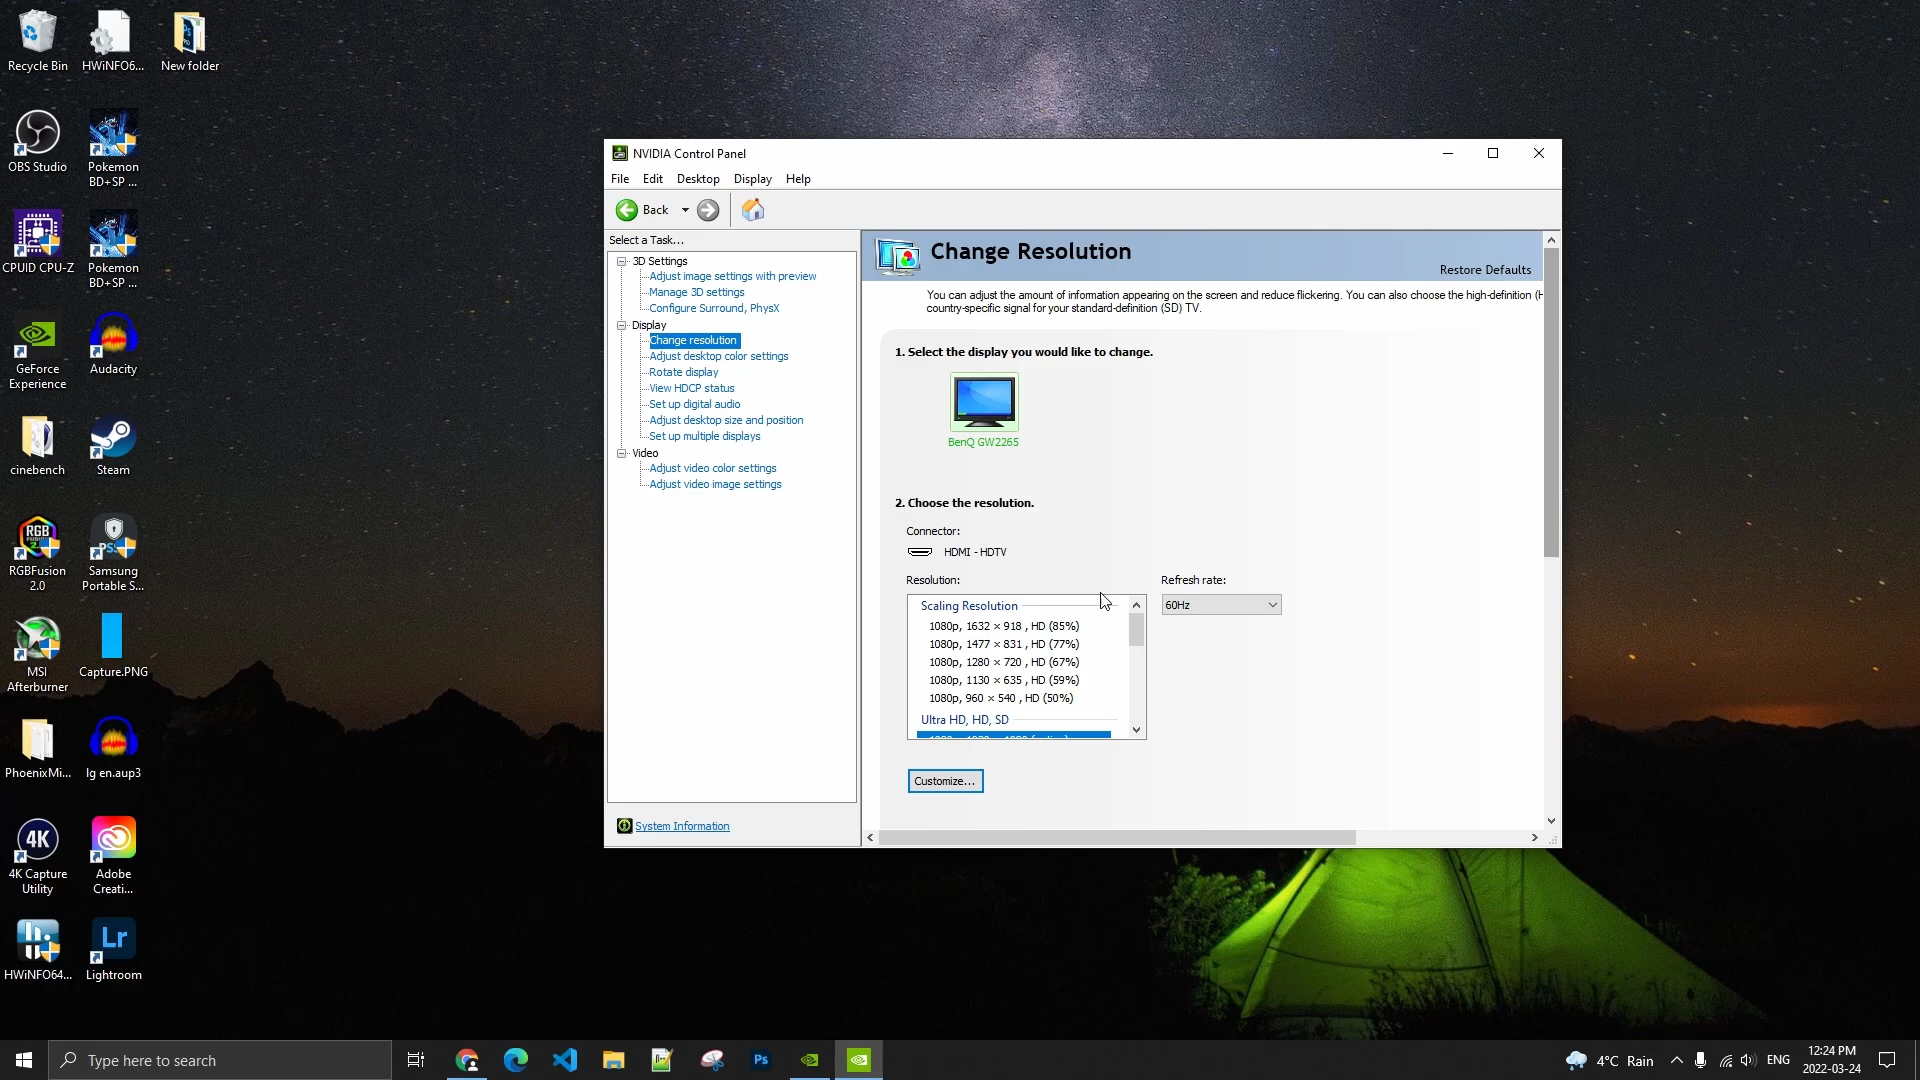 Recycle Bin
HWiNFO6...
New folder
OBS Studio
Pokemon
BD+SP ...
CPUID CPU-Z
Pokemon
BD+SP ...
GeForce
Experience
Audacity
cinebench
Steam
RGBFusion
2.0
Samsung
Portable S...
MSI
Afterburner
Capture.PNG
PhoenixMi...
lg en.aup3
4K Capture
Utility
Adobe
Creati...
HWiNFO64...
Lightroom
NVIDIA Control Panel
File Edit Desktop Display Help
Back
Select a Task...
3D Settings
Adjust image settings with preview
Manage 3D settings
Configure Surround, PhysX
Display
Change resolution
Adjust desktop color settings
Rotate display
View HDCP status
Set up digital audio
Adjust desktop size and position
Set up multiple displays
Video
Adjust video color settings
Adjust video image settings
System Information
Change Resolution
Restore Defaults
You can adjust the amount of information appearing on the screen and reduce flickering. You can also choose the high-definition (H
country-specific signal for your standard-definition (SD) TV.
1. Select the display you would like to change.
BenQ GW2265
2. Choose the resolution.
Connector:
HDMI - HDTV
Resolution:
Refresh rate:
60Hz
Scaling Resolution
1080p, 1632 × 918 , HD (85%)
1080p, 1477 × 831 , HD (77%)
1080p, 1280 × 720 , HD (67%)
1080p, 1130 × 635 , HD (59%)
1080p, 960 × 540 , HD (50%)
Ultra HD, HD, SD
Customize...
Type here to search
4°C Rain
ENG
12:24 PM
2022-03-24